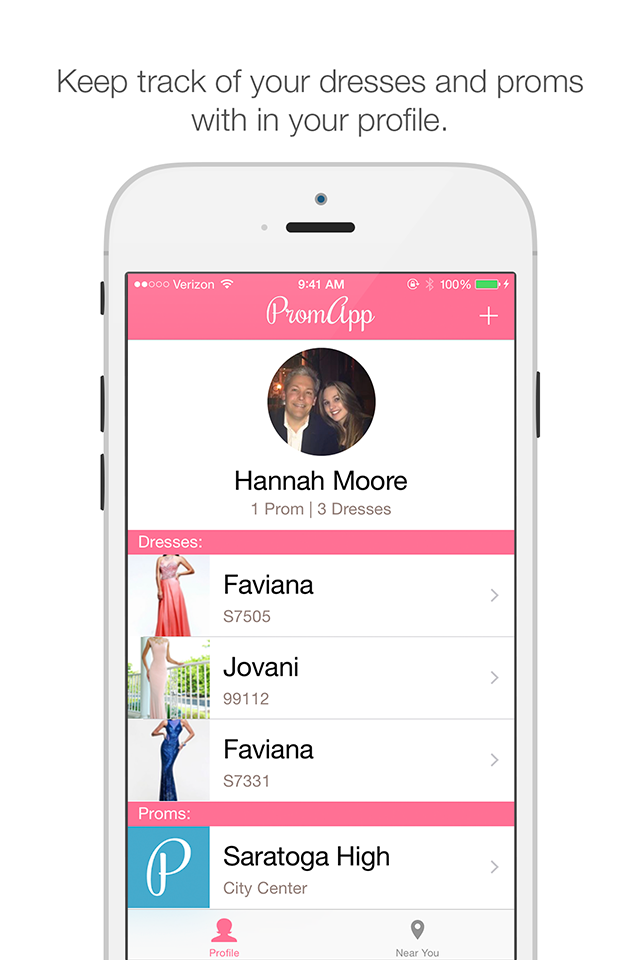 Keep track of your dresses and proms
with in your profile.
Verizon 9:41 AM 100%
PromApp +
Hannah Moore
1 Prom | 3 Dresses
Dresses:
Faviana
S7505
Jovani
99112
Faviana
S7331
Proms:
P
Saratoga High
City Center
Profile Near You